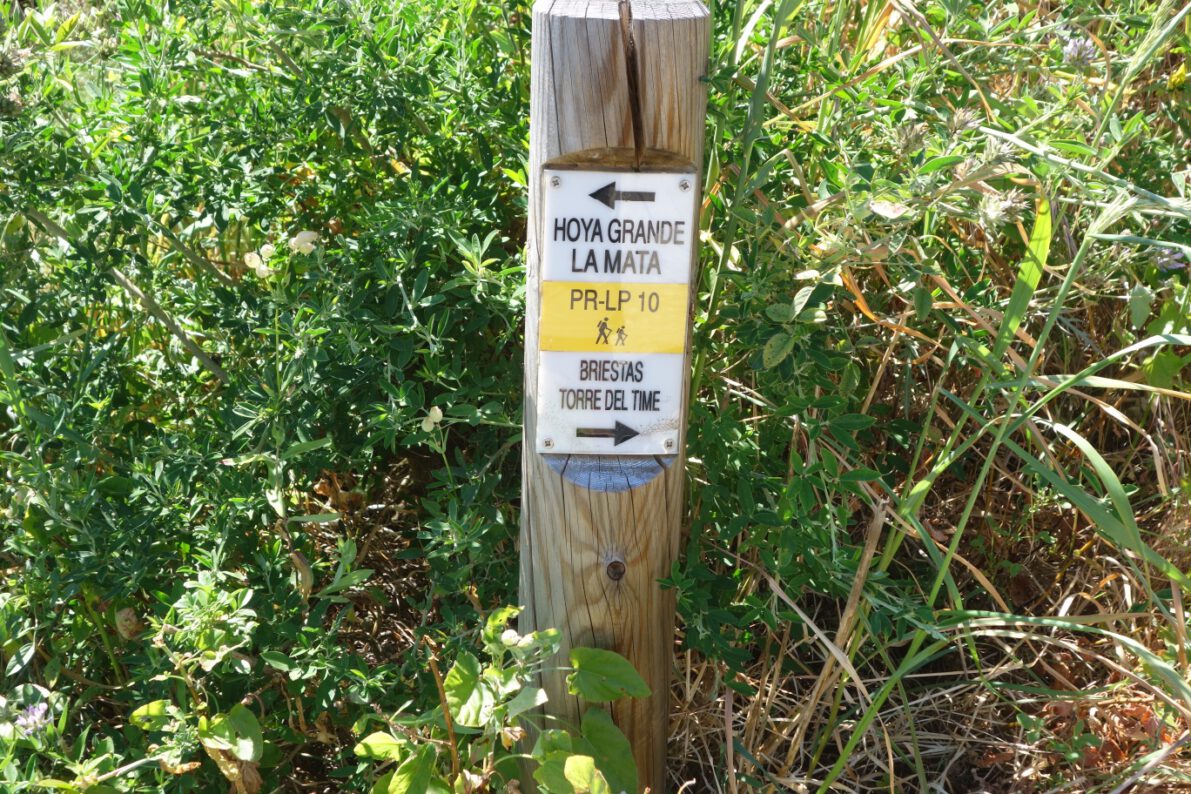 HOYA GRANDE
LA MATA
PR-LP 10
BRIESTAS
TORRE DEL TIME